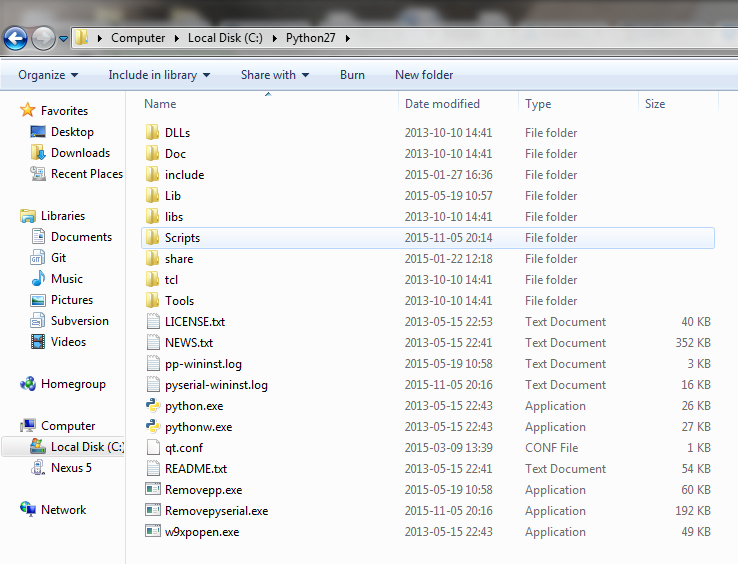 Computer Local Disk (C:) Python27
Organize Include in library Share with Burn New folder
Name Date modified Type Size
Favorites
Desktop
Downloads
Recent Places
Libraries
Documents
Git
Music
Pictures
Subversion
Videos
Homegroup
Computer
Local Disk (C:)
Nexus 5
Network
DLLs 2013-10-10 14:41 File folder
Doc 2013-10-10 14:41 File folder
include 2015-01-27 16:36 File folder
Lib 2015-05-19 10:57 File folder
libs 2013-10-10 14:41 File folder
Scripts 2015-11-05 20:14 File folder
share 2015-01-22 12:18 File folder
tcl 2013-10-10 14:41 File folder
Tools 2013-10-10 14:41 File folder
LICENSE.txt 2013-05-15 22:53 Text Document 40 KB
NEWS.txt 2013-05-15 22:41 Text Document 352 KB
pp-wininst.log 2015-05-19 10:58 Text Document 3 KB
pyserial-wininst.log 2015-11-05 20:16 Text Document 16 KB
python.exe 2013-05-15 22:43 Application 26 KB
pythonw.exe 2013-05-15 22:43 Application 27 KB
qt.conf 2015-03-09 13:39 CONF File 1 KB
README.txt 2013-05-15 22:41 Text Document 54 KB
Removepp.exe 2015-05-19 10:58 Application 60 KB
Removepyserial.exe 2015-11-05 20:16 Application 192 KB
w9xpopen.exe 2013-05-15 22:43 Application 49 KB